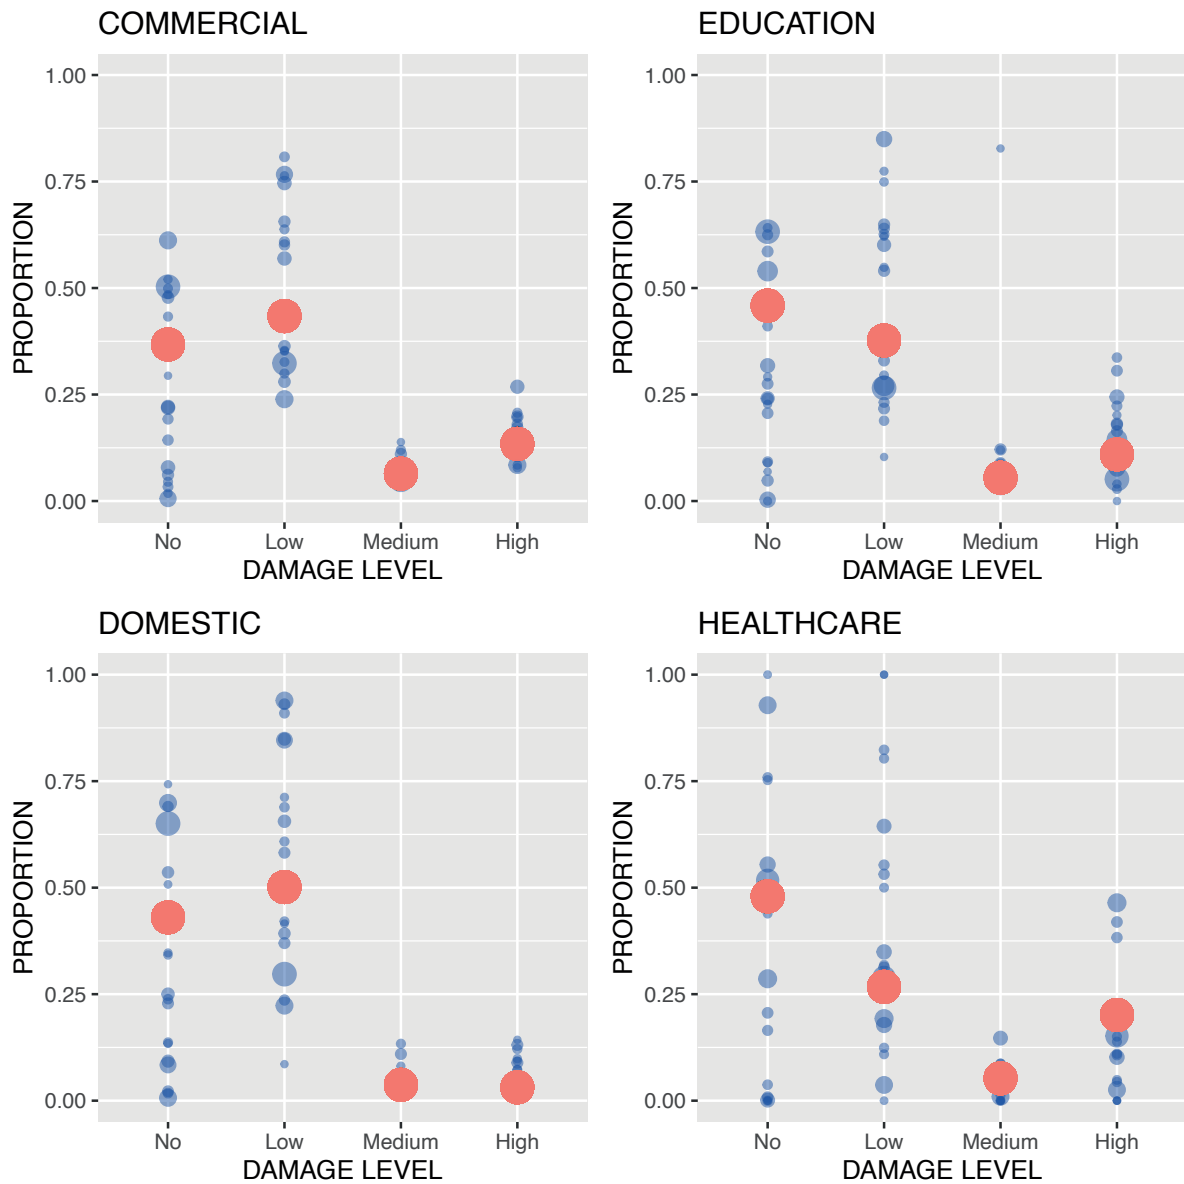 COMMERCIAL
1.00
0.75
0.50
0.25
0.00
PROPORTION
No Low Medium High
DAMAGE LEVEL
EDUCATION
1.00
0.75
0.50
0.25
0.00
PROPORTION
No Low Medium High
DAMAGE LEVEL
DOMESTIC
1.00
0.75
0.50
0.25
0.00
PROPORTION
No Low Medium High
DAMAGE LEVEL
HEALTHCARE
1.00
0.75
0.50
0.25
0.00
PROPORTION
No Low Medium High
DAMAGE LEVEL